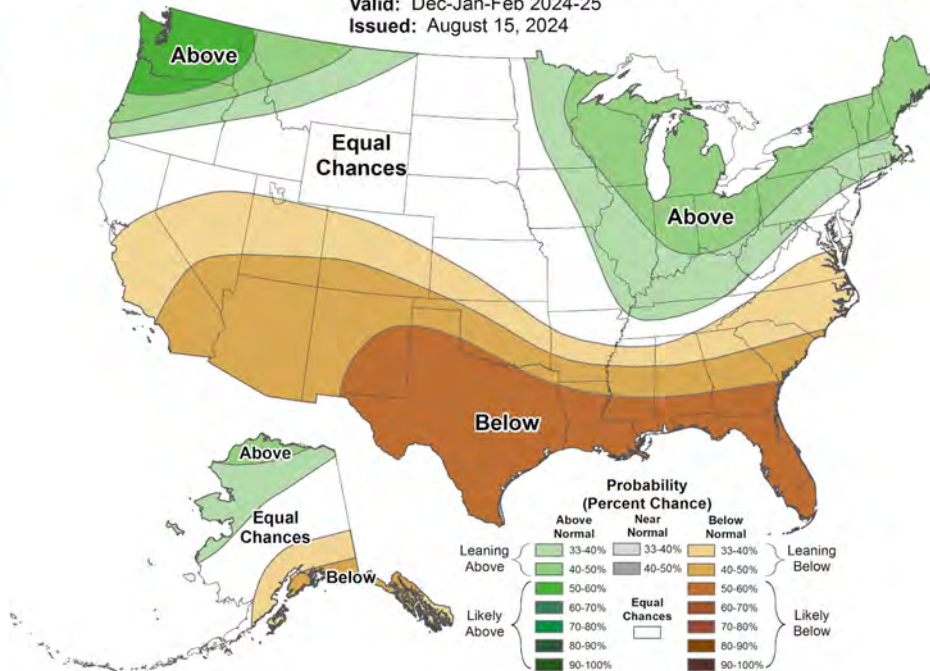 Valid: Dec-Jan-Feb 2024-25
Issued: August 15, 2024
Above
Equal
Chances
Above
Below
Above
Equal
Chances
Below
Probability
(Percent Chance)
Above
Normal
Near
Normal
Below
Normal
Leaning
Above
33-40%
33-40%
33-40%
Leaning
Below
40-50%
40-50%
40-50%
Likely
Above
50-60%
60-70%
70-80%
80-90%
90-100%
Equal
Chances
50-60%
60-70%
70-80%
80-90%
90-100%
Likely
Below